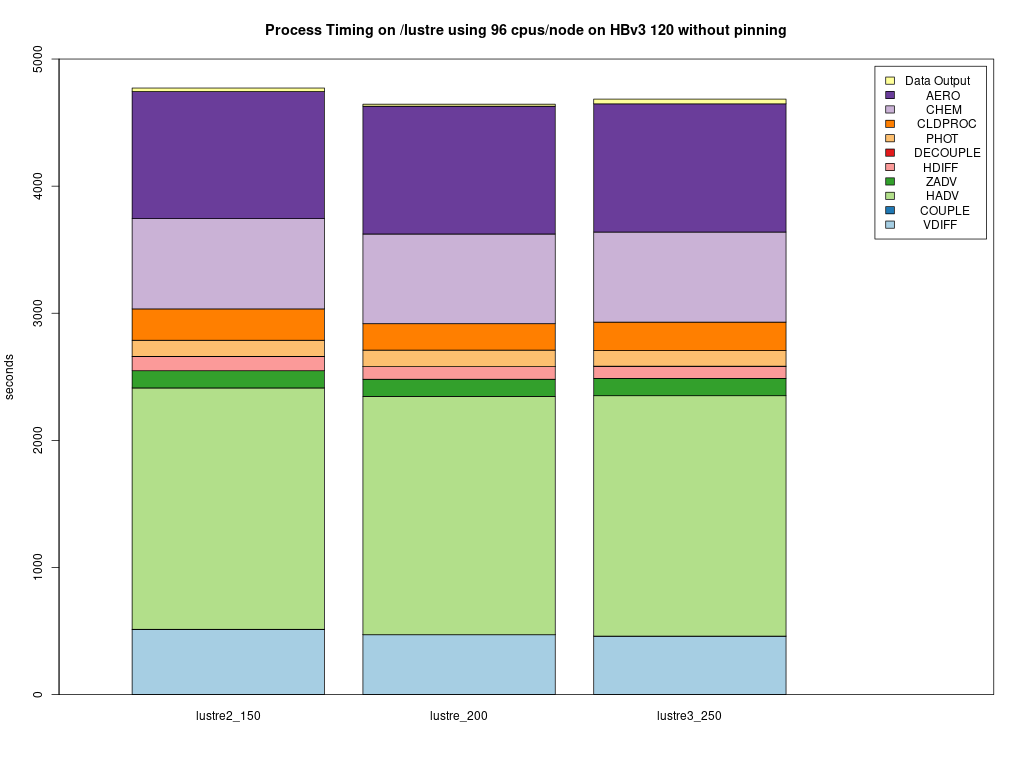 Process Timing on /lustre using 96 cpus/node on HBv3 120 without pinning
5000
4000
3000
2000
1000
0
seconds
Data Output
AERO
CHEM
CLDPROC
PHOT
DECOUPLE
HDIFF
ZADV
HADV
COUPLE
VDIFF
lustre2_150
lustre_200
lustre3_250